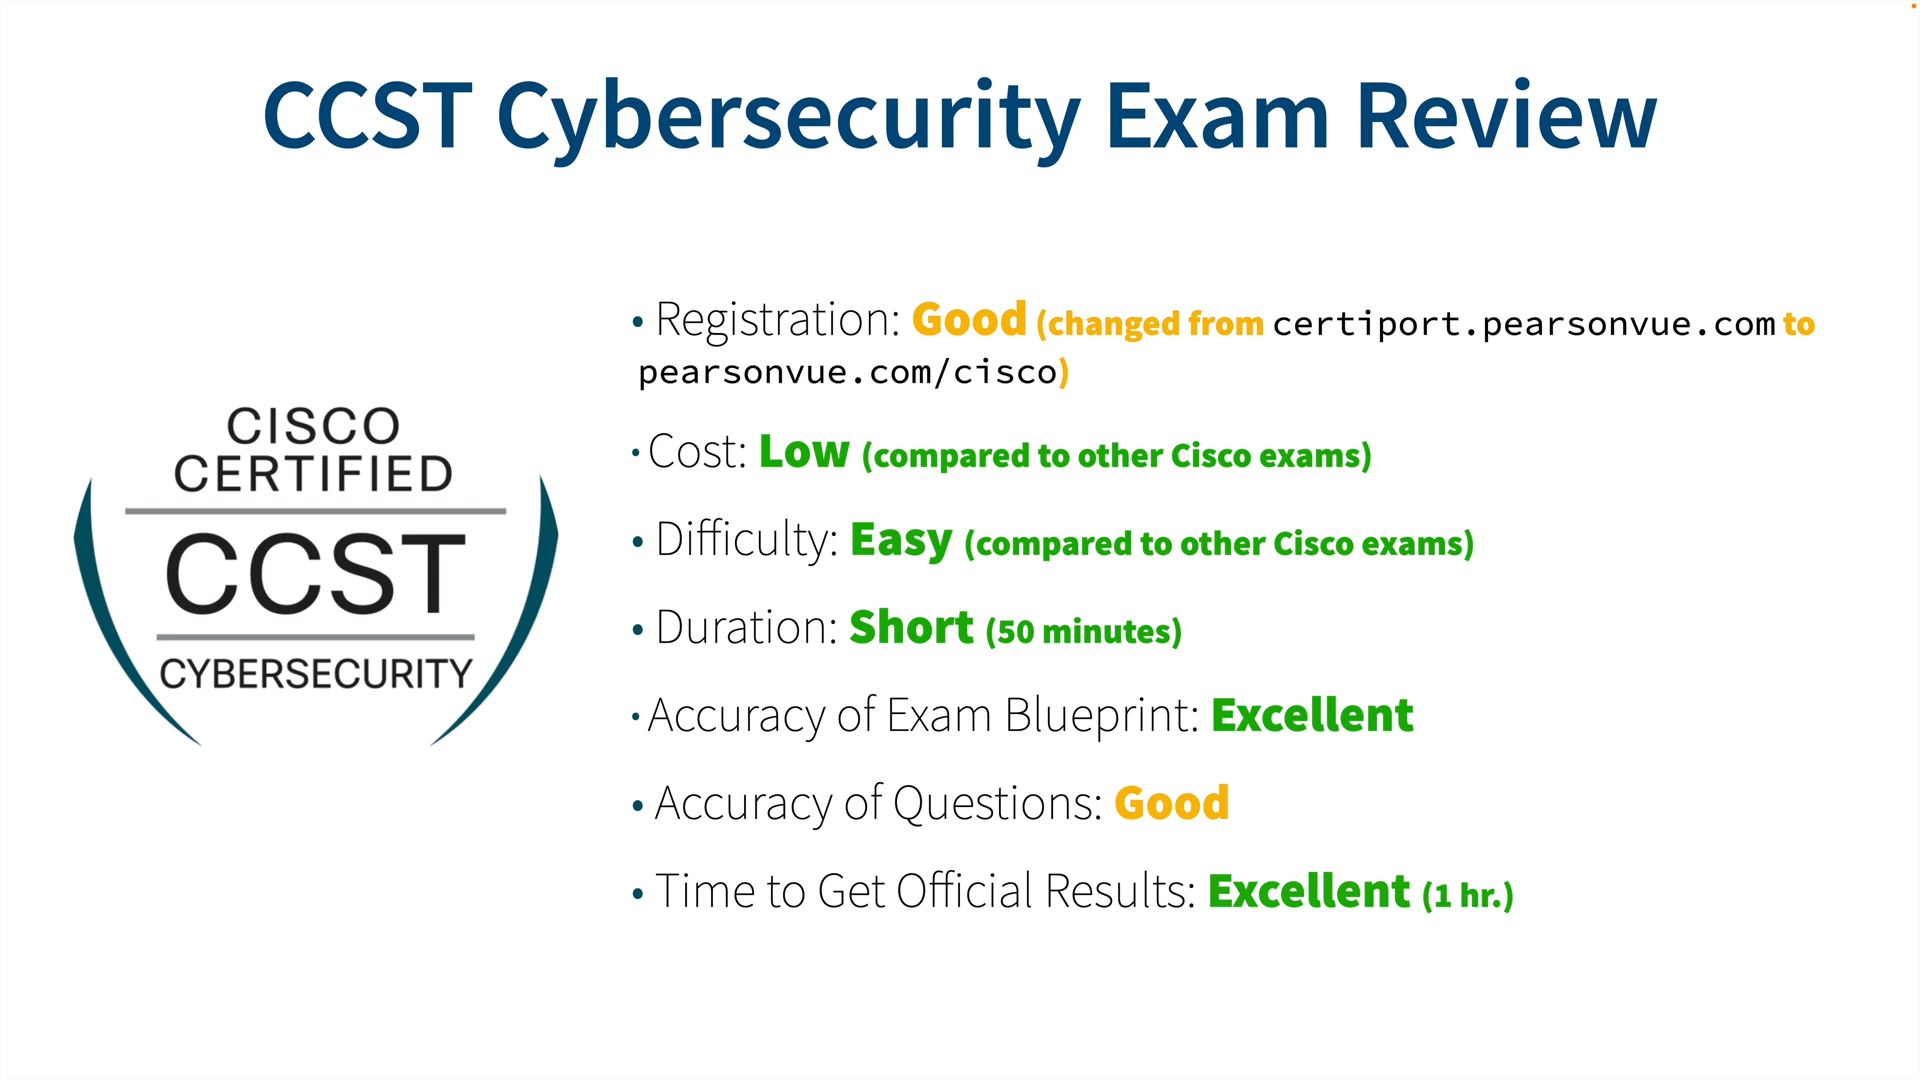 CCST Cybersecurity Exam Review
CISCO
CERTIFIED
CCST
CYBERSECURITY
• Registration: Good (changed from certiport.pearsonvue.com to
pearsonvue.com/cisco)
• Cost: Low (compared to other Cisco exams)
• Difficulty: Easy (compared to other Cisco exams)
• Duration: Short (50 minutes)
• Accuracy of Exam Blueprint: Excellent
• Accuracy of Questions: Good
• Time to Get Official Results: Excellent (1 hr.)